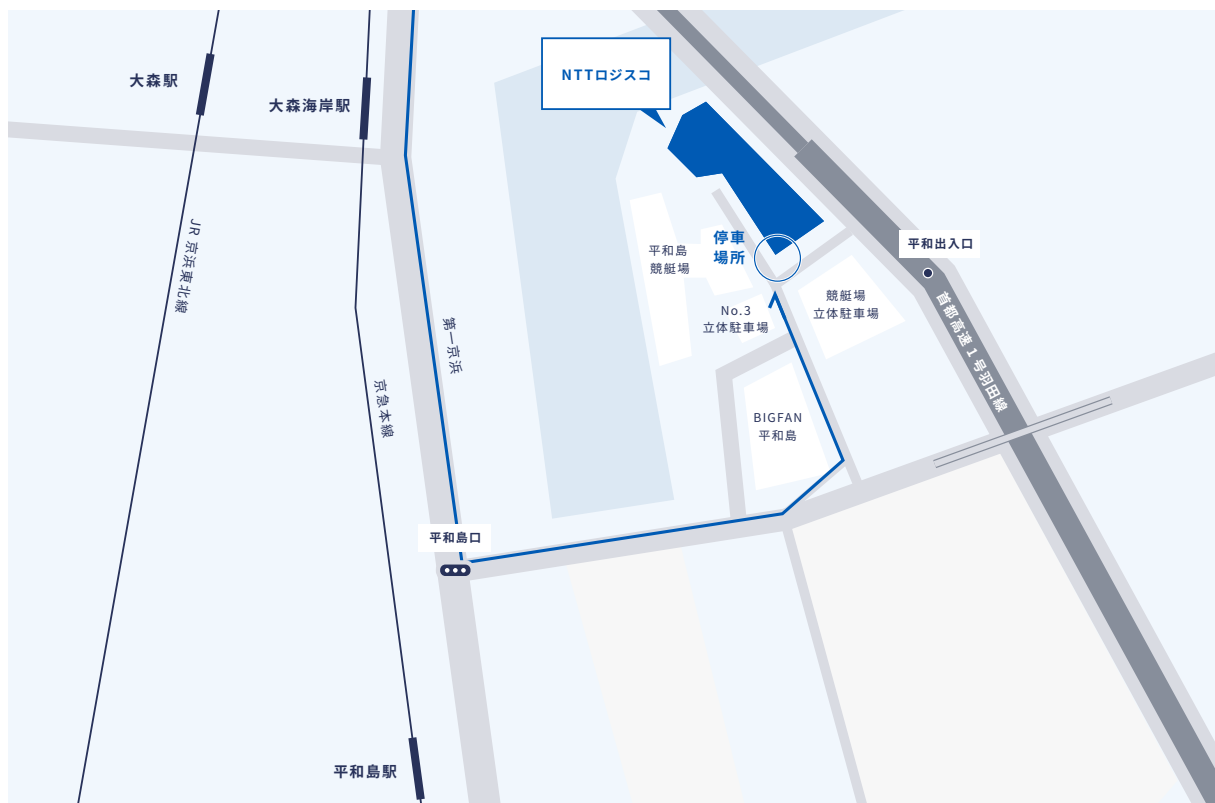 NTTロジスコ
大森駅
大森海岸駅
JR 京浜東北線
停車
場所
平和島
競艇場
平和出入口
競艇場
立体駐車場
No.3
立体駐車場
首都高速1号羽田線
第一京浜
京急本線
BIGFAN
平和島
平和島口
平和島駅